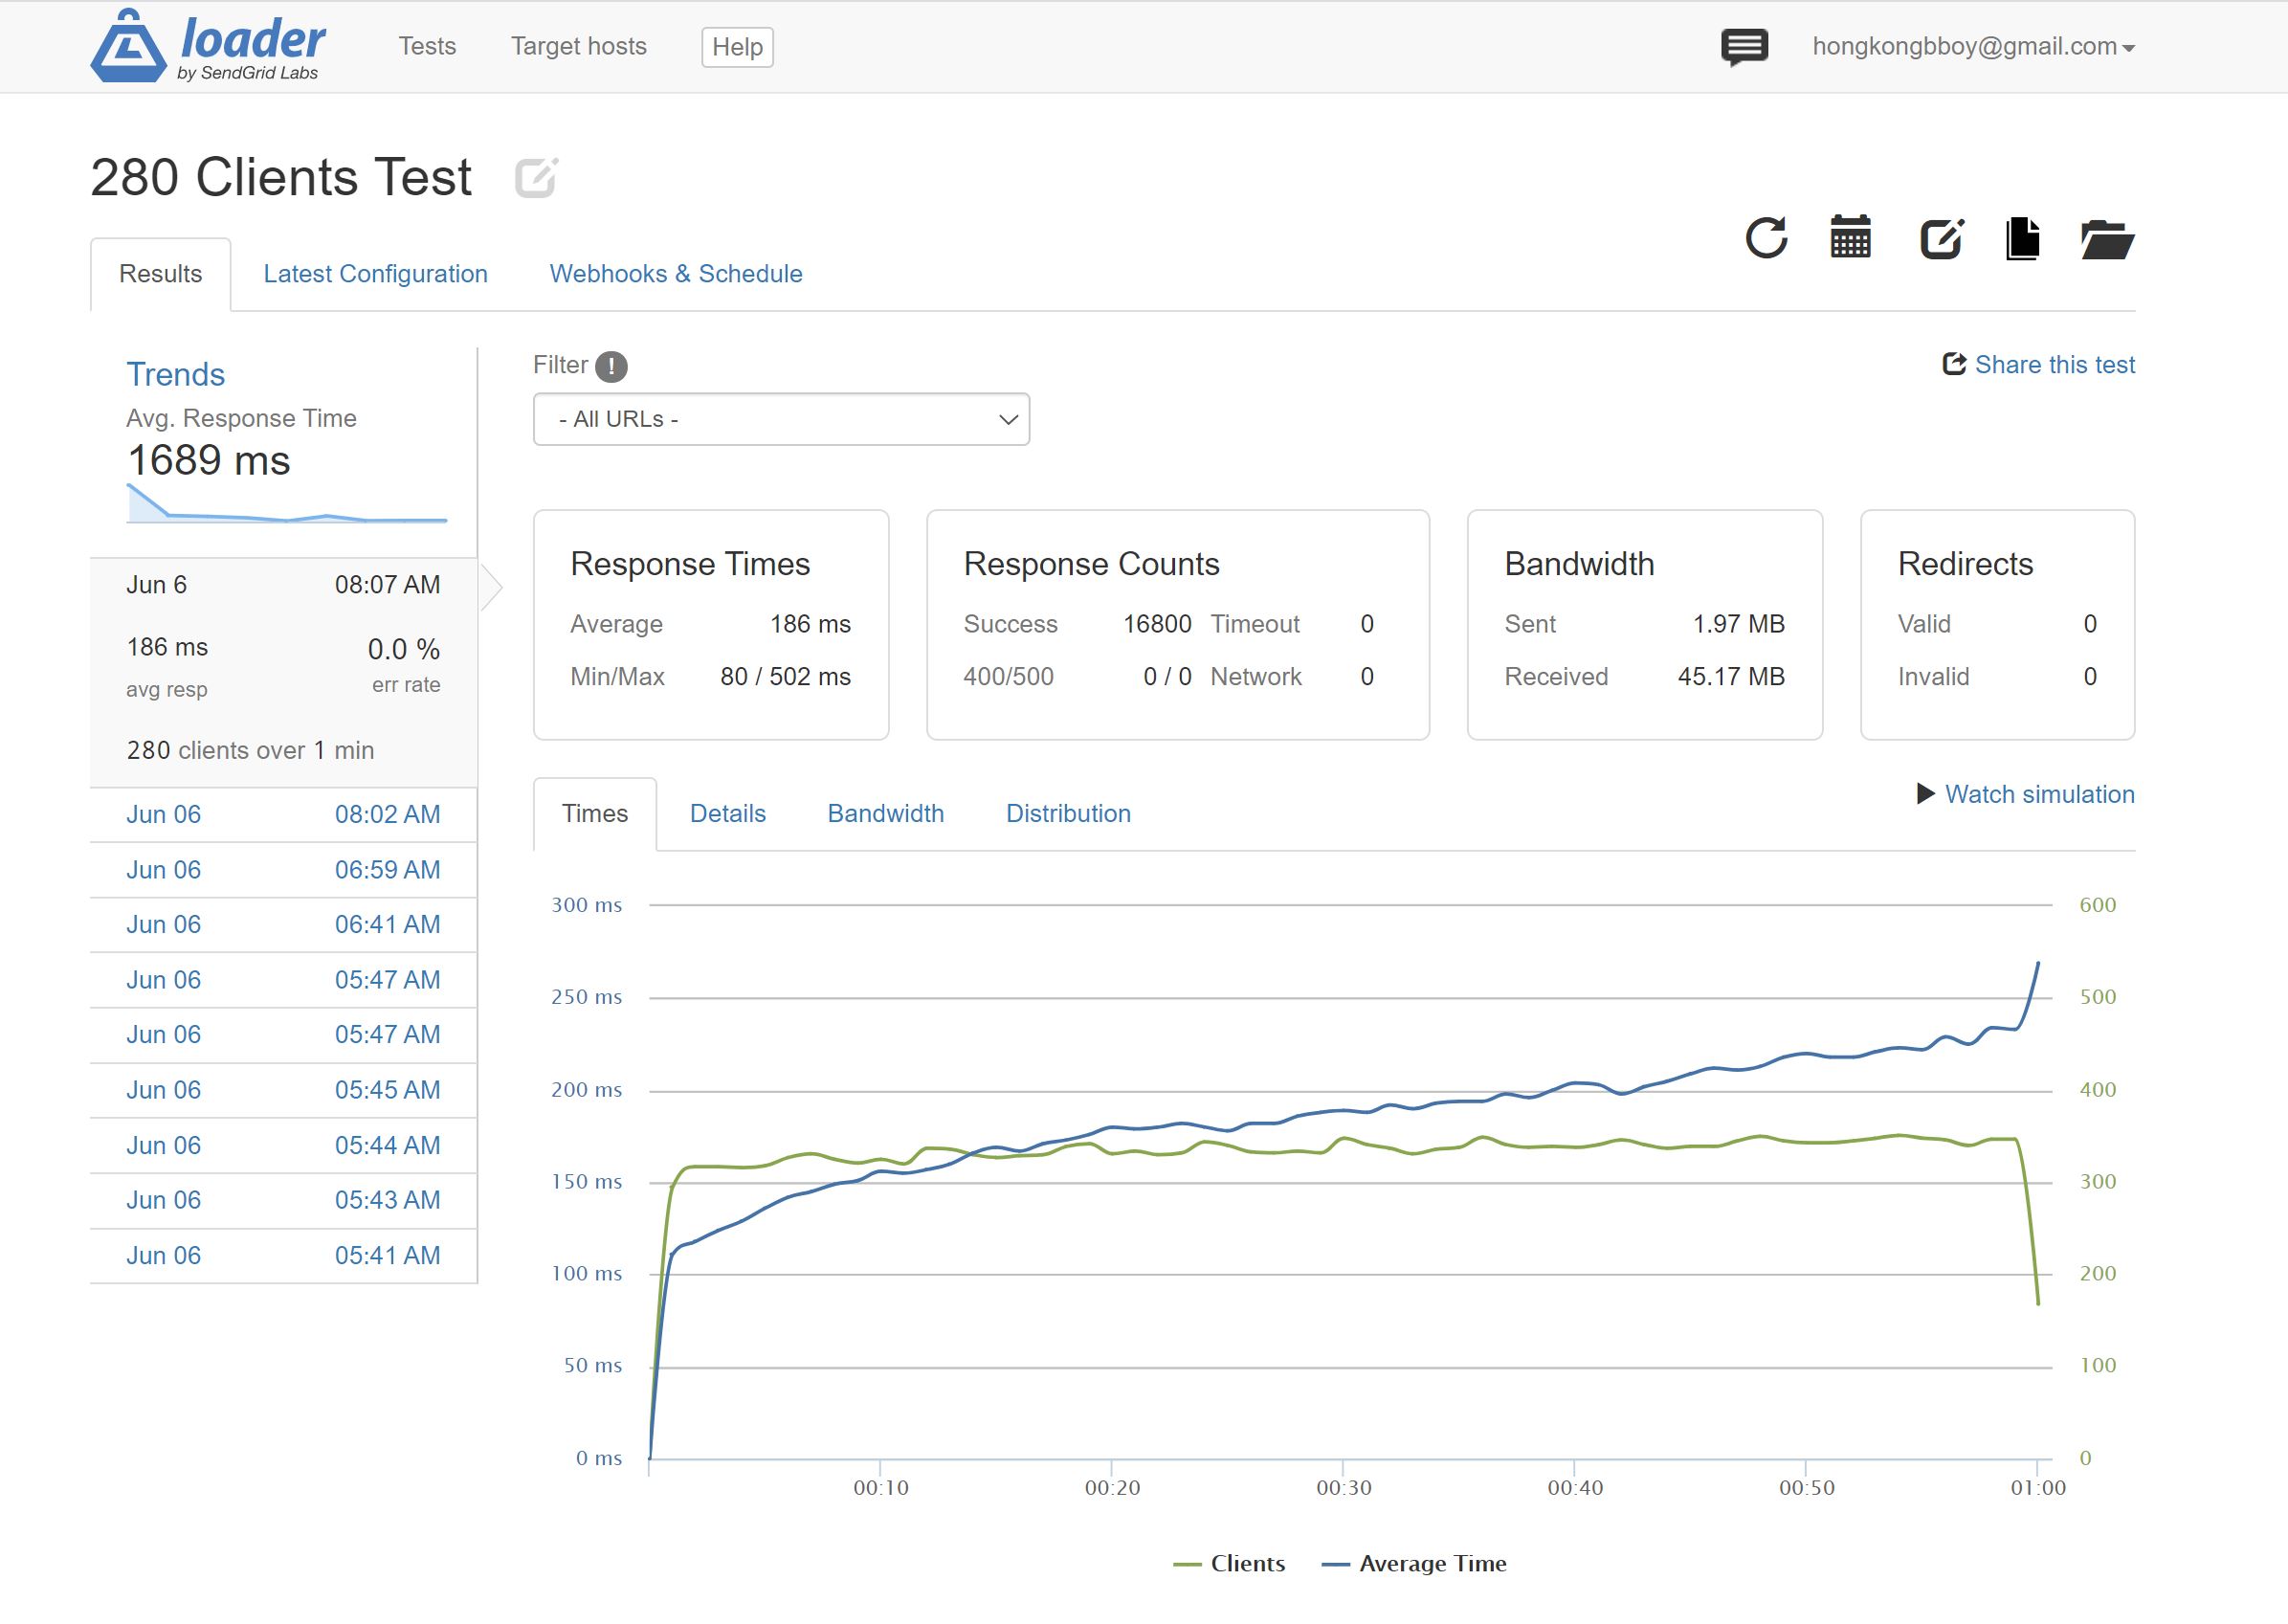 loader
by SendGrid Labs
Tests
Target hosts
Help
hongkongbboy@gmail.com
280 Clients Test
Results
Latest Configuration
Webhooks & Schedule
Trends
Avg. Response Time
1689 ms
Jun 6 08:07 AM
186 ms 0.0 %
avg resp err rate
280 clients over 1 min
Jun 06 08:02 AM
Jun 06 06:59 AM
Jun 06 06:41 AM
Jun 06 05:47 AM
Jun 06 05:47 AM
Jun 06 05:45 AM
Jun 06 05:44 AM
Jun 06 05:43 AM
Jun 06 05:41 AM
Filter !
- All URLs -
Share this test
Response Times
Average 186 ms
Min/Max 80 / 502 ms
Response Counts
Success 16800 Timeout 0
400/500 0 / 0 Network 0
Bandwidth
Sent 1.97 MB
Received 45.17 MB
Redirects
Valid 0
Invalid 0
Times
Details
Bandwidth
Distribution
Watch simulation
300 ms 600
250 ms 500
200 ms 400
150 ms 300
100 ms 200
50 ms 100
0 ms 0
00:10 00:20 00:30 00:40 00:50 01:00
Clients Average Time